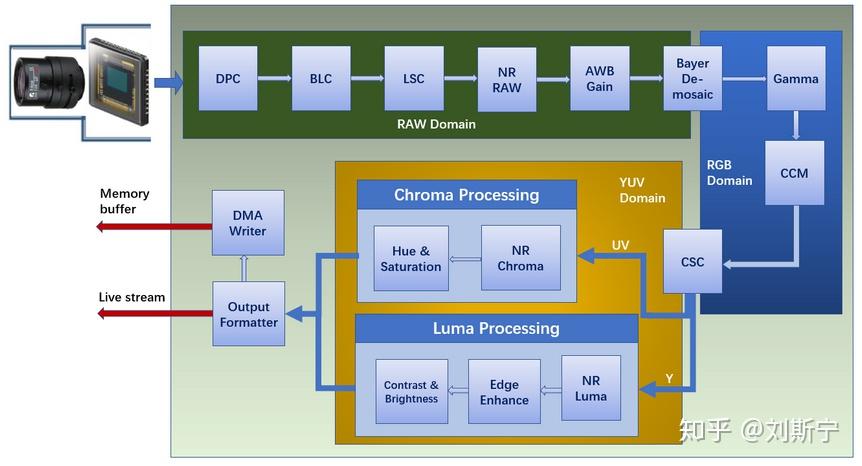 DPC
BLC
LSC
NR
RAW
AWB
Gain
Bayer
De-
mosaic
Gamma
RAW Domain
RGB
Domain
CCM
CSC
YUV
Domain
Chroma Processing
UV
Hue &
Saturation
NR
Chroma
Luma Processing
Y
Contrast &
Brightness
Edge
Enhance
NR
Luma
Memory
buffer
DMA
Writer
Live stream
Output
Formatter
知乎 @刘斯宁